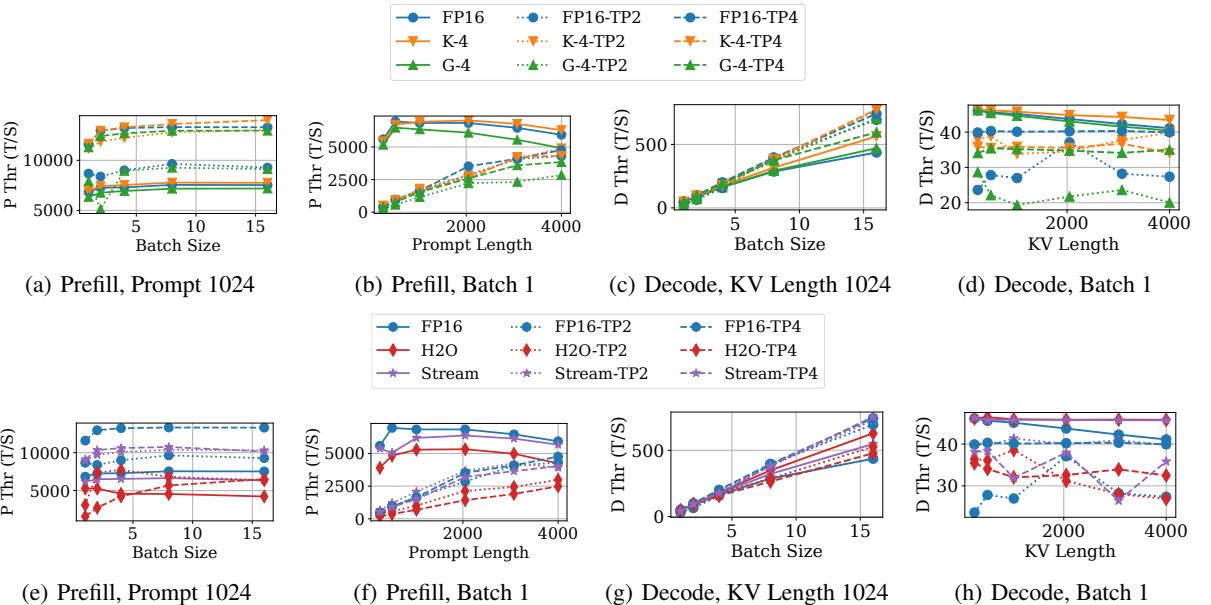 FP16 FP16-TP2 FP16-TP4
K-4 K-4-TP2 K-4-TP4
G-4 G-4-TP2 G-4-TP4
P Thr (T/S)
10000
5000
5 10 15
Batch Size
(a) Prefill, Prompt 1024
P Thr (T/S)
5000
2500
0
2000 4000
Prompt Length
(b) Prefill, Batch 1
D Thr (T/S)
500
0
5 10 15
Batch Size
(c) Decode, KV Length 1024
D Thr (T/S)
40
30
20
2000 4000
KV Length
(d) Decode, Batch 1
FP16 FP16-TP2 FP16-TP4
H2O H2O-TP2 H2O-TP4
Stream Stream-TP2 Stream-TP4
P Thr (T/S)
10000
5000
5 10 15
Batch Size
(e) Prefill, Prompt 1024
P Thr (T/S)
5000
2500
0
2000 4000
Prompt Length
(f) Prefill, Batch 1
D Thr (T/S)
500
0
5 10 15
Batch Size
(g) Decode, KV Length 1024
D Thr (T/S)
40
30
2000 4000
KV Length
(h) Decode, Batch 1